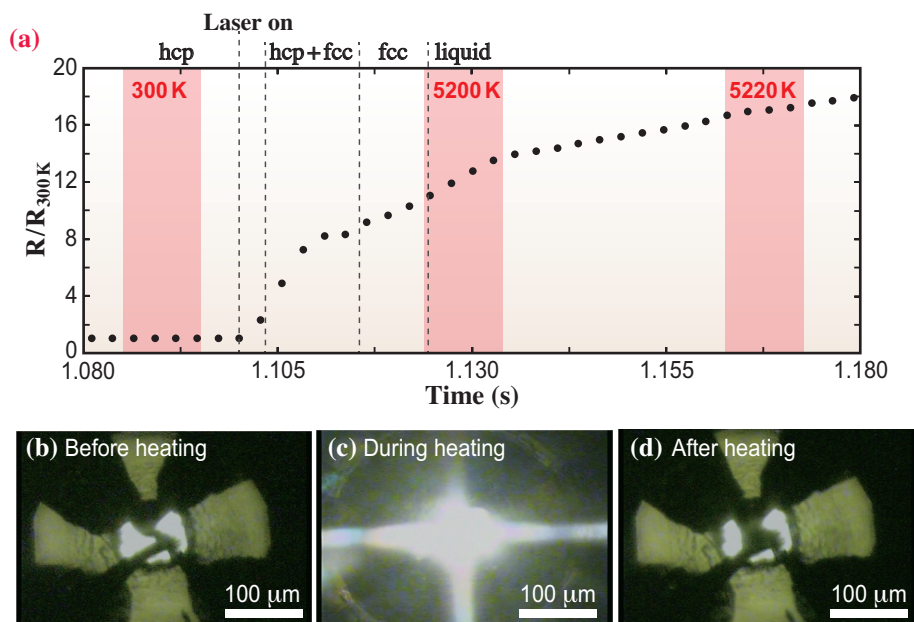 Laser on
(a)
hcp hcp+fcc fcc liquid
20
16
12
8
4
0
R/R300 K
300 K
5200 K
5220 K
1.080 1.105 1.130 1.155 1.180
Time (s)
(b) Before heating
100 μm
(c) During heating
100 μm
(d) After heating
100 μm